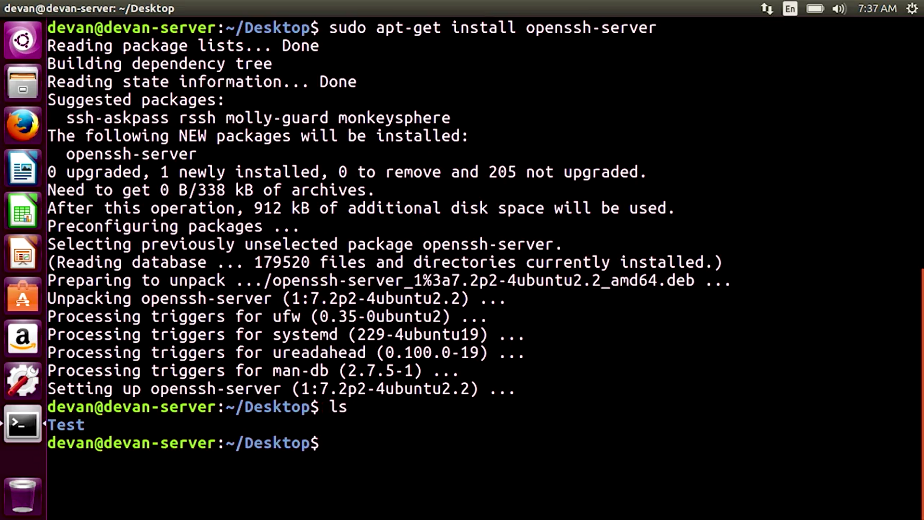 devan@devan-server: ~/Desktop
En
7:37 AM
devan@devan-server:~/Desktop$ sudo apt-get install openssh-server
Reading package lists... Done
Building dependency tree
Reading state information... Done
Suggested packages:
ssh-askpass rssh molly-guard monkeysphere
The following NEW packages will be installed:
openssh-server
0 upgraded, 1 newly installed, 0 to remove and 205 not upgraded.
Need to get 0 B/338 kB of archives.
After this operation, 912 kB of additional disk space will be used.
Preconfiguring packages ...
Selecting previously unselected package openssh-server.
(Reading database ... 179520 files and directories currently installed.)
Preparing to unpack .../openssh-server_1%3a7.2p2-4ubuntu2.2_amd64.deb ...
Unpacking openssh-server (1:7.2p2-4ubuntu2.2) ...
Processing triggers for ufw (0.35-0ubuntu2) ...
Processing triggers for systemd (229-4ubuntu19) ...
Processing triggers for ureadahead (0.100.0-19) ...
Processing triggers for man-db (2.7.5-1) ...
Setting up openssh-server (1:7.2p2-4ubuntu2.2) ...
devan@devan-server:~/Desktop$ ls
Test
devan@devan-server:~/Desktop$